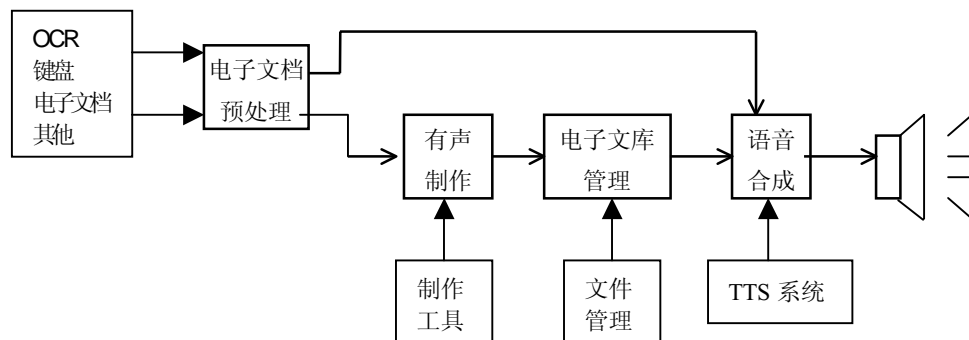 OCR
键盘
电子文档
其他
电子文档
预处理
有声
制作
电子文库
管理
语音
合成
制作
工具
文件
管理
TTS 系统